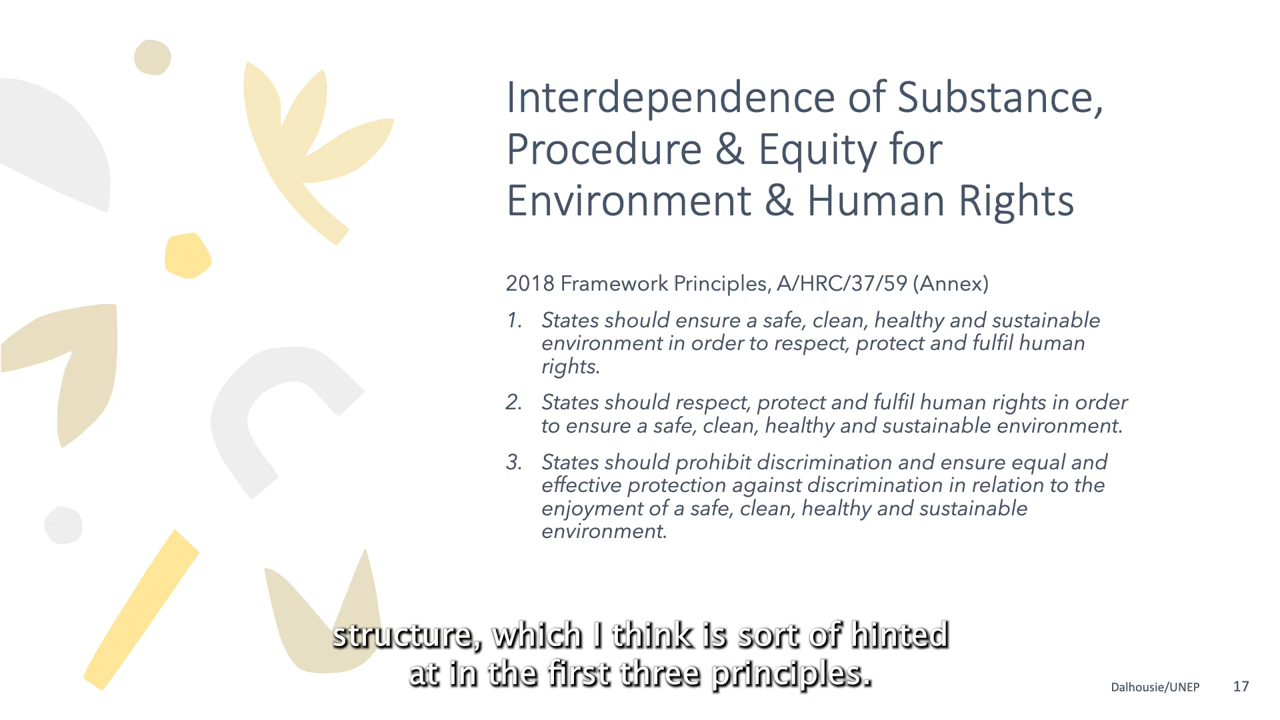 Interdependence of Substance,
Procedure & Equity for
Environment & Human Rights
2018 Framework Principles, A/HRC/37/59 (Annex)
1. States should ensure a safe, clean, healthy and sustainable
environment in order to respect, protect and fulfil human
rights.
2. States should respect, protect and fulfil human rights in order
to ensure a safe, clean, healthy and sustainable environment.
3. States should prohibit discrimination and ensure equal and
effective protection against discrimination in relation to the
enjoyment of a safe, clean, healthy and sustainable
environment.
structure, which I think is sort of hinted
at in the first three principles.
Dalhousie/UNEP 17